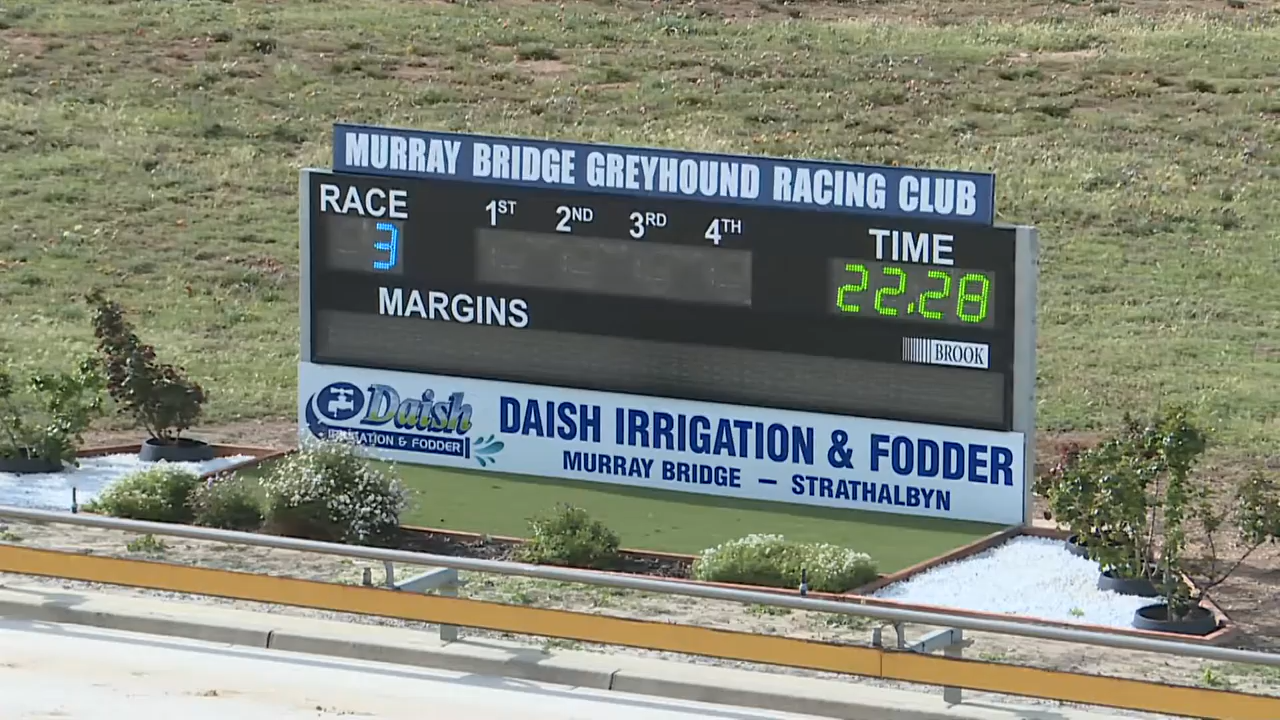 MURRAY BRIDGE GREYHOUND RACING CLUB
RACE 1ST 2ND 3RD 4TH TIME
3 22.28
MARGINS
BROOK
Daish
IRRIGATION & FODDER
DAISH IRRIGATION & FODDER
MURRAY BRIDGE – STRATHALBYN